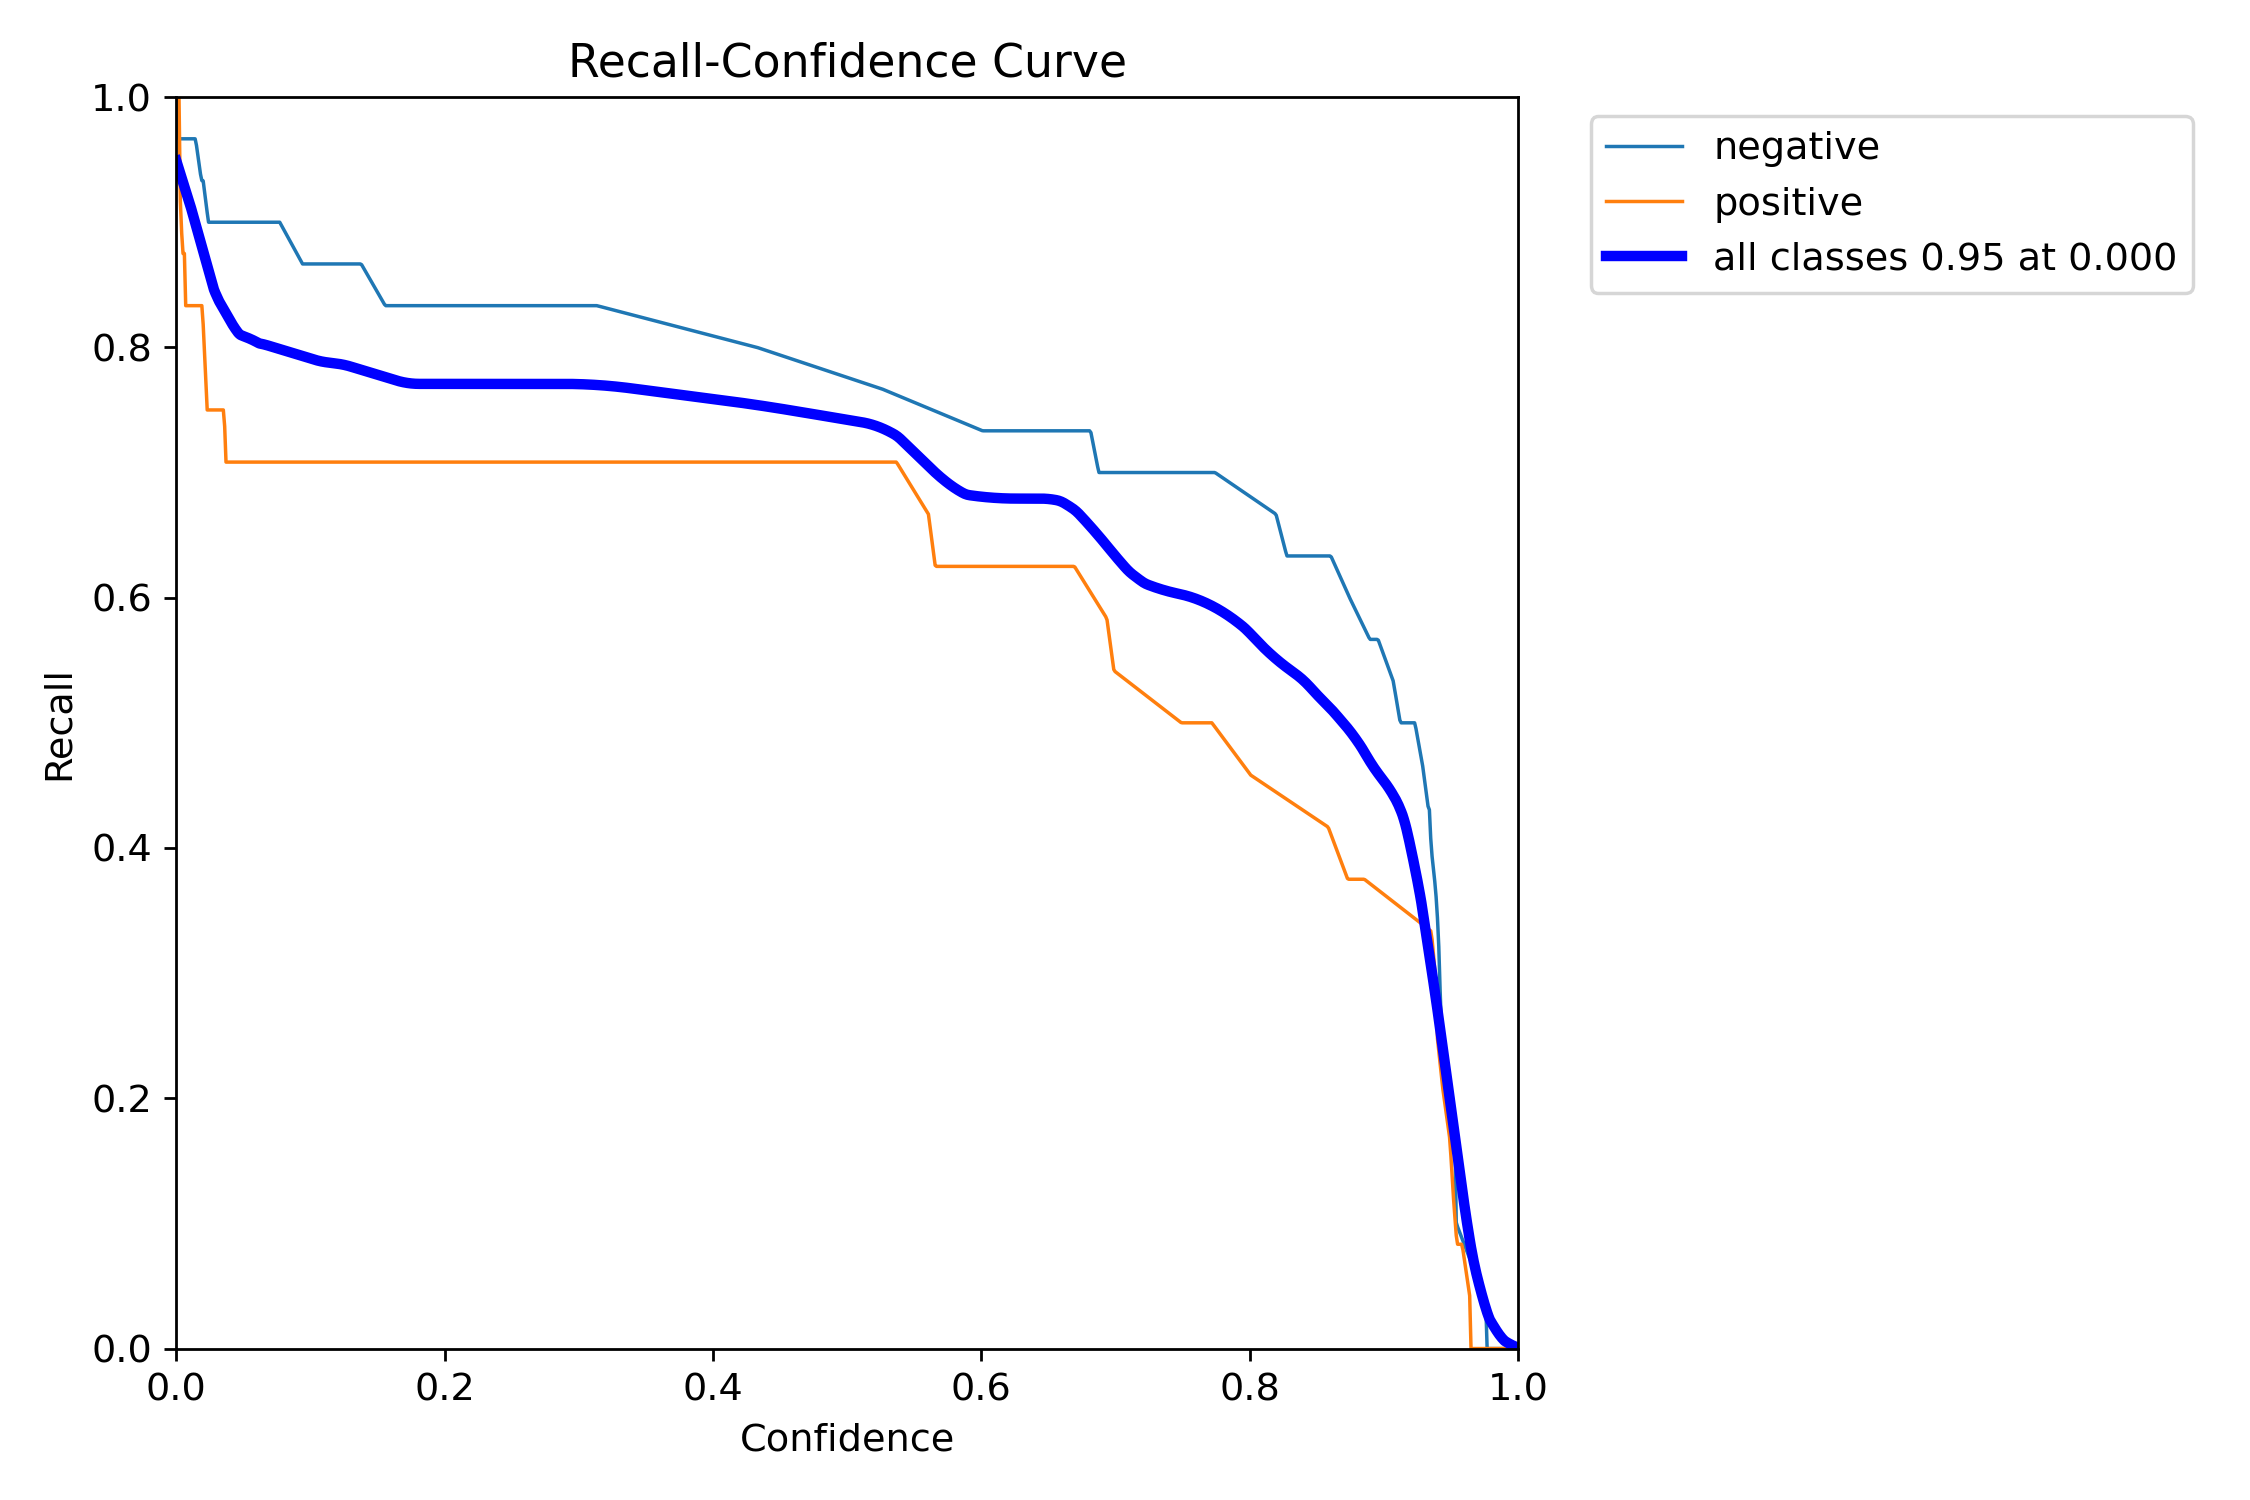 Recall-Confidence Curve
1.0
0.8
0.6
0.4
0.2
0.0
Recall
0.0 0.2 0.4 0.6 0.8 1.0
Confidence
negative
positive
all classes 0.95 at 0.000